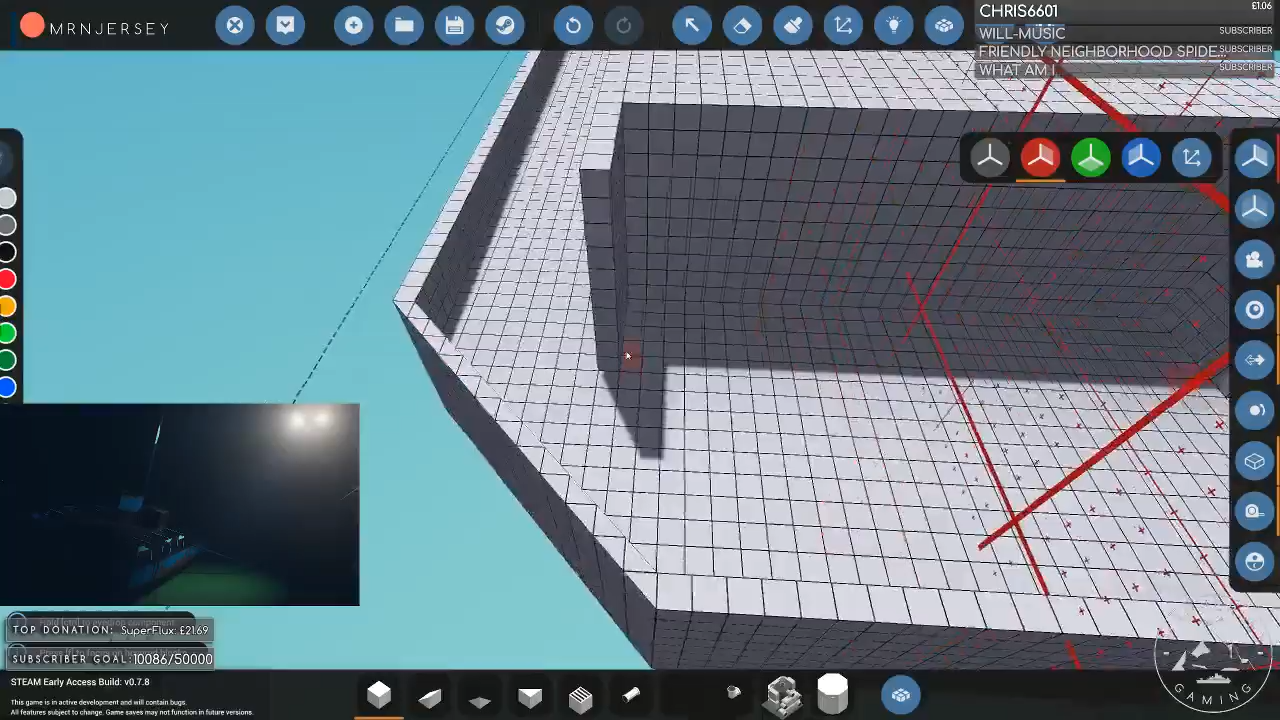 MRNJERSEY
CHRIS6601 £1.06
WILL-MUSIC SUBSCRIBER
FRIENDLY NEIGHBORHOOD SPIDE... SUBSCRIBER
WHAT AM I SUBSCRIBER
TOP DONATION: SuperFlux: £21.69
SUBSCRIBER GOAL: 10086/50000
STEAM Early Access Build: v0.7.8
This game is in active development and will contain bugs.
All features subject to change. Game saves may not function in future versions.
GAMING